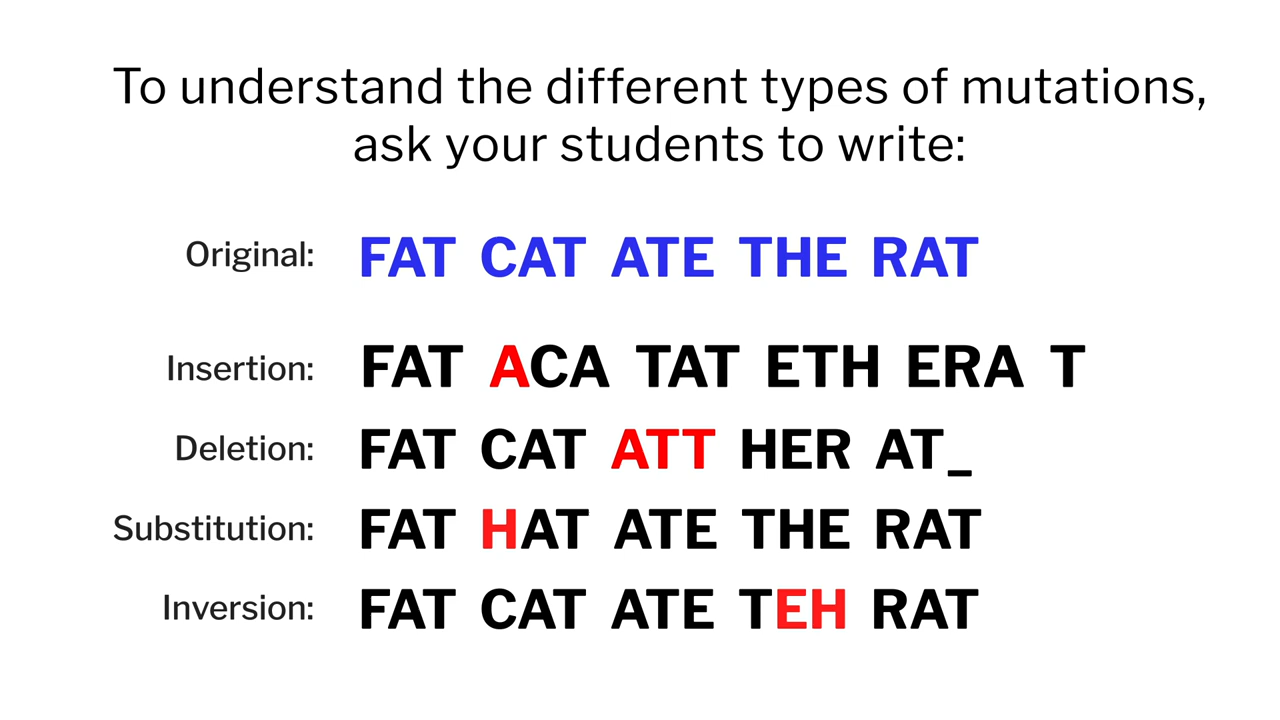 To understand the different types of mutations,
ask your students to write:
Original: FAT CAT ATE THE RAT
Insertion: FAT ACA TAT ETH ERA T
Deletion: FAT CAT ATT HER AT_
Substitution: FAT HAT ATE THE RAT
Inversion: FAT CAT ATE TEH RAT